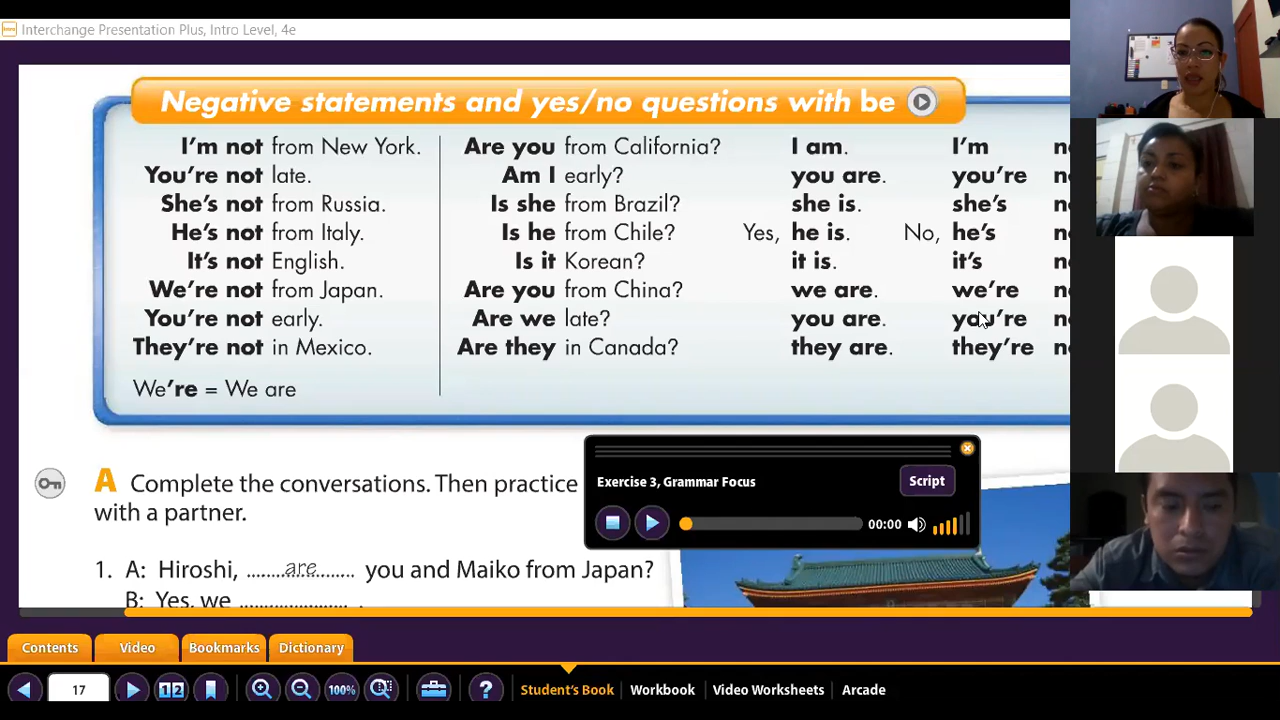 Interchange Presentation Plus, Intro Level, 4e
Negative statements and yes/no questions with be
I'm not from New York. Are you from California? I am. I'm
You're not late. Am I early? you are. you're
She's not from Russia. Is she from Brazil? she is. she's
He's not from Italy. Is he from Chile? Yes, he is. No, he's
It's not English. Is it Korean? it is. it's
We're not from Japan. Are you from China? we are. we're
You're not early. Are we late? you are. you're
They're not in Mexico. Are they in Canada? they are. they're
We're = We are
A Complete the conversations. Then practice
with a partner.
Exercise 3, Grammar Focus
Script
00:00
1. A: Hiroshi, are you and Maiko from Japan?
B: Yes, we .
Contents Video Bookmarks Dictionary
17 1 2 100% ? Student's Book Workbook Video Worksheets Arcade